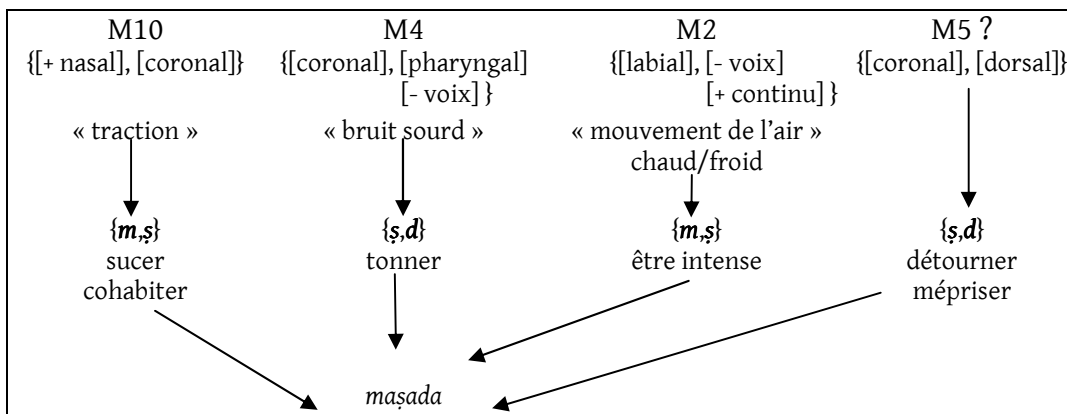 M10 M4 M2 M5 ?
{[+ nasal], [coronal]} {[coronal], [pharyngal] {[labial], [- voix] {[coronal], [dorsal]}
[- voix] } [+ continu] }
« traction » « bruit sourd » « mouvement de l’air »
chaud/froid
{m,ṣ} {ṣ,d} {m,ṣ} {ṣ,d}
sucer tonner être intense détourner
cohabiter mépriser
maṣada